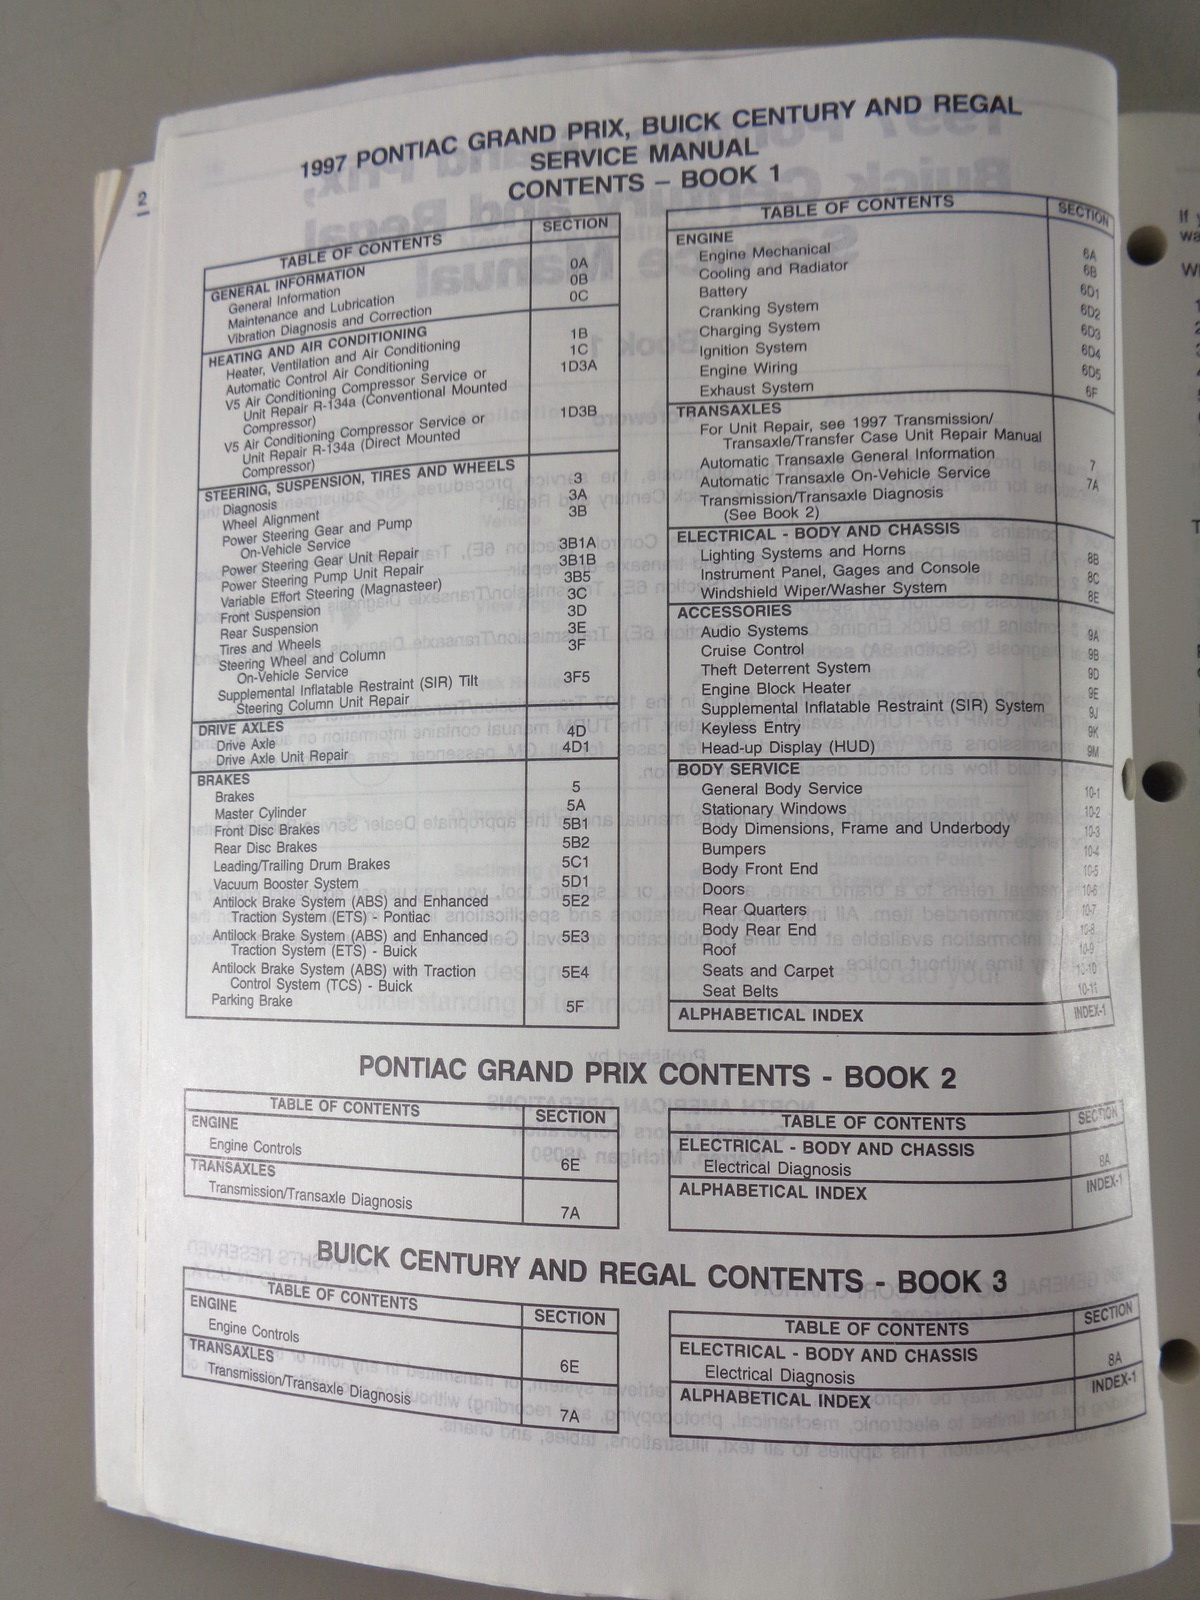 2
1997 PONTIAC GRAND PRIX, BUICK CENTURY AND REGAL
SERVICE MANUAL
CONTENTS – BOOK 1
TABLE OF CONTENTS SECTION
GENERAL INFORMATION
General Information 0A
Maintenance and Lubrication 0B
Vibration Diagnosis and Correction 0C
HEATING AND AIR CONDITIONING
Heater, Ventilation and Air Conditioning 1B
Automatic Control Air Conditioning 1C
V5 Air Conditioning Compressor Service or 1D3A
Unit Repair R-134a (Conventional Mounted
Compressor)
V5 Air Conditioning Compressor Service or 1D3B
Unit Repair R-134a (Direct Mounted
Compressor)
STEERING, SUSPENSION, TIRES AND WHEELS
Diagnosis 3
Wheel Alignment 3A
Power Steering Gear and Pump 3B
On-Vehicle Service
Power Steering Gear Unit Repair 3B1A
Power Steering Pump Unit Repair 3B1B
Variable Effort Steering (Magnasteer) 3B5
Front Suspension 3C
Rear Suspension 3D
Tires and Wheels 3E
Steering Wheel and Column 3F
On-Vehicle Service
Supplemental Inflatable Restraint (SIR) Tilt 3F5
Steering Column Unit Repair
DRIVE AXLES
Drive Axle 4D
Drive Axle Unit Repair 4D1
BRAKES
Brakes 5
Master Cylinder 5A
Front Disc Brakes 5B1
Rear Disc Brakes 5B2
Leading/Trailing Drum Brakes 5C1
Vacuum Booster System 5D1
Antilock Brake System (ABS) and Enhanced 5E2
Traction System (ETS) - Pontiac
Antilock Brake System (ABS) and Enhanced 5E3
Traction System (ETS) - Buick
Antilock Brake System (ABS) with Traction 5E4
Control System (TCS) - Buick
Parking Brake 5F
TABLE OF CONTENTS SECTION
ENGINE
Engine Mechanical 6A
Cooling and Radiator 6B
Battery 6D1
Cranking System 6D2
Charging System 6D3
Ignition System 6D4
Engine Wiring 6D5
Exhaust System 6F
TRANSAXLES
For Unit Repair, see 1997 Transmission/
Transaxle/Transfer Case Unit Repair Manual
Automatic Transaxle General Information 7
Automatic Transaxle On-Vehicle Service 7A
Transmission/Transaxle Diagnosis
(See Book 2)
ELECTRICAL - BODY AND CHASSIS
Lighting Systems and Horns 8B
Instrument Panel, Gages and Console 8C
Windshield Wiper/Washer System 8E
ACCESSORIES
Audio Systems 9A
Cruise Control 9B
Theft Deterrent System 9D
Engine Block Heater 9E
Supplemental Inflatable Restraint (SIR) System 9J
Keyless Entry 9K
Head-up Display (HUD) 9M
BODY SERVICE
General Body Service 10-1
Stationary Windows 10-2
Body Dimensions, Frame and Underbody 10-3
Bumpers 10-4
Body Front End 10-5
Doors 10-6
Rear Quarters 10-7
Body Rear End 10-8
Roof 10-9
Seats and Carpet 10-10
Seat Belts 10-11
ALPHABETICAL INDEX INDEX-1
PONTIAC GRAND PRIX CONTENTS - BOOK 2
TABLE OF CONTENTS SECTION
ENGINE
Engine Controls 6E
TRANSAXLES
Transmission/Transaxle Diagnosis 7A
TABLE OF CONTENTS SECTION
ELECTRICAL - BODY AND CHASSIS
Electrical Diagnosis 8A
ALPHABETICAL INDEX INDEX-1
BUICK CENTURY AND REGAL CONTENTS - BOOK 3
TABLE OF CONTENTS SECTION
ENGINE
Engine Controls 6E
TRANSAXLES
Transmission/Transaxle Diagnosis 7A
TABLE OF CONTENTS SECTION
ELECTRICAL - BODY AND CHASSIS
Electrical Diagnosis 8A
ALPHABETICAL INDEX INDEX-1